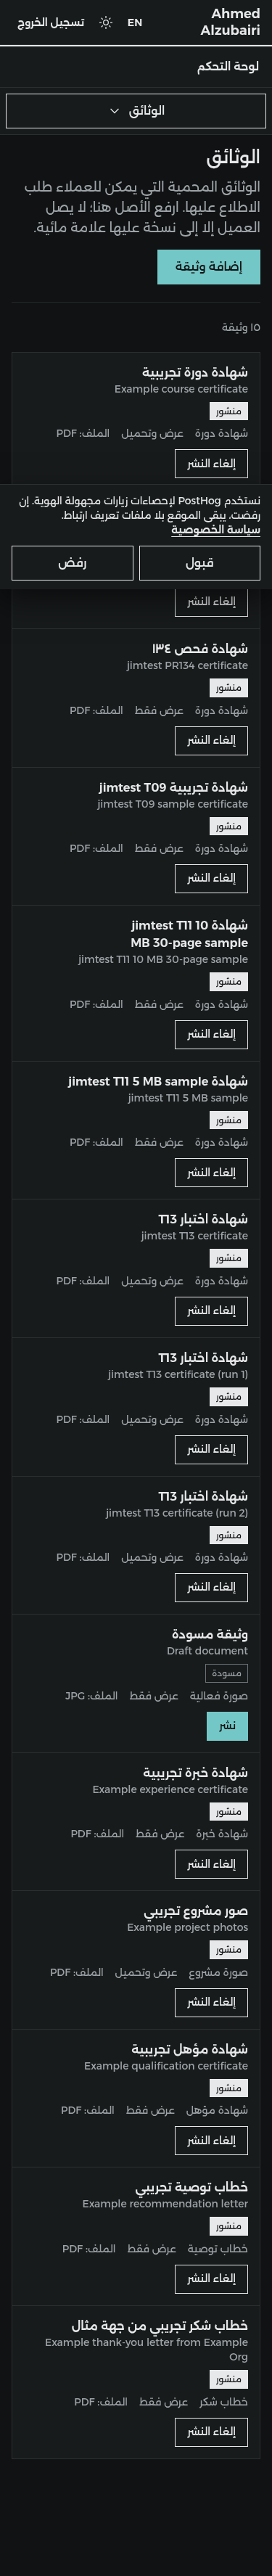 Ahmed
Alzubairi
EN
تسجيل الخروج
لوحة التحكم
الوثائق
الوثائق
الوثائق المحمية التي يمكن للعملاء طلب
الاطلاع عليها. ارفع الأصل هنا؛ لا يصل
العميل إلا إلى نسخة عليها علامة مائية.
إضافة وثيقة
١٥ وثيقة
شهادة دورة تجريبية
Example course certificate
منشور
شهادة دورة عرض وتحميل الملف: PDF
إلغاء النشر
نستخدم PostHog لإحصاءات زيارات مجهولة الهوية. إن
رفضت، يبقى الموقع بلا ملفات تعريف ارتباط.
سياسة الخصوصية
قبول
رفض
إلغاء النشر
شهادة فحص ١٣٤
jimtest PR134 certificate
منشور
شهادة دورة عرض فقط الملف: PDF
إلغاء النشر
شهادة تجريبية jimtest T09
jimtest T09 sample certificate
منشور
شهادة دورة عرض فقط الملف: PDF
إلغاء النشر
شهادة jimtest T11 10
MB 30-page sample
jimtest T11 10 MB 30-page sample
منشور
شهادة دورة عرض فقط الملف: PDF
إلغاء النشر
شهادة jimtest T11 5 MB sample
jimtest T11 5 MB sample
منشور
شهادة دورة عرض فقط الملف: PDF
إلغاء النشر
شهادة اختبار T13
jimtest T13 certificate
منشور
شهادة دورة عرض وتحميل الملف: PDF
إلغاء النشر
شهادة اختبار T13
jimtest T13 certificate (run 1)
منشور
شهادة دورة عرض وتحميل الملف: PDF
إلغاء النشر
شهادة اختبار T13
jimtest T13 certificate (run 2)
منشور
شهادة دورة عرض وتحميل الملف: PDF
إلغاء النشر
وثيقة مسودة
Draft document
مسودة
صورة فعالية عرض فقط الملف: JPG
نشر
شهادة خبرة تجريبية
Example experience certificate
منشور
شهادة خبرة عرض فقط الملف: PDF
إلغاء النشر
صور مشروع تجريبي
Example project photos
منشور
صورة مشروع عرض وتحميل الملف: PDF
إلغاء النشر
شهادة مؤهل تجريبية
Example qualification certificate
منشور
شهادة مؤهل عرض فقط الملف: PDF
إلغاء النشر
خطاب توصية تجريبي
Example recommendation letter
منشور
خطاب توصية عرض فقط الملف: PDF
إلغاء النشر
خطاب شكر تجريبي من جهة مثال
Example thank-you letter from Example
Org
منشور
خطاب شكر عرض فقط الملف: PDF
إلغاء النشر